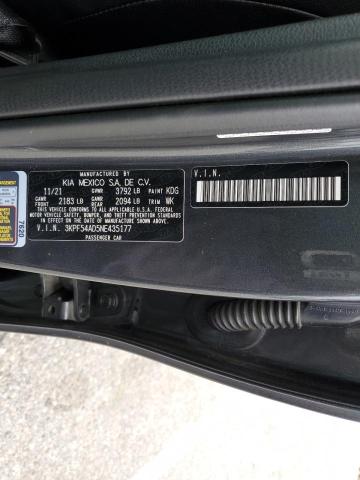 MANUFACTURED BY
KIA MEXICO S.A. DE C.V.
11/21 GVWR 3792 LB PAINT KDG
GAWR FRONT 2183 LB GAWR REAR 2094 LB TRIM WK
THIS VEHICLE CONFORMS TO ALL APPLICABLE U.S.A. FEDERAL
MOTOR VEHICLE SAFETY, BUMPER, AND THEFT PREVENTION
STANDARDS IN EFFECT ON THE DATE OF MANUFACTURE
SHOWN ABOVE.
V.I.N. 3KPF54AD5NE435177
PASSENGER CAR
V.I.N.
7620